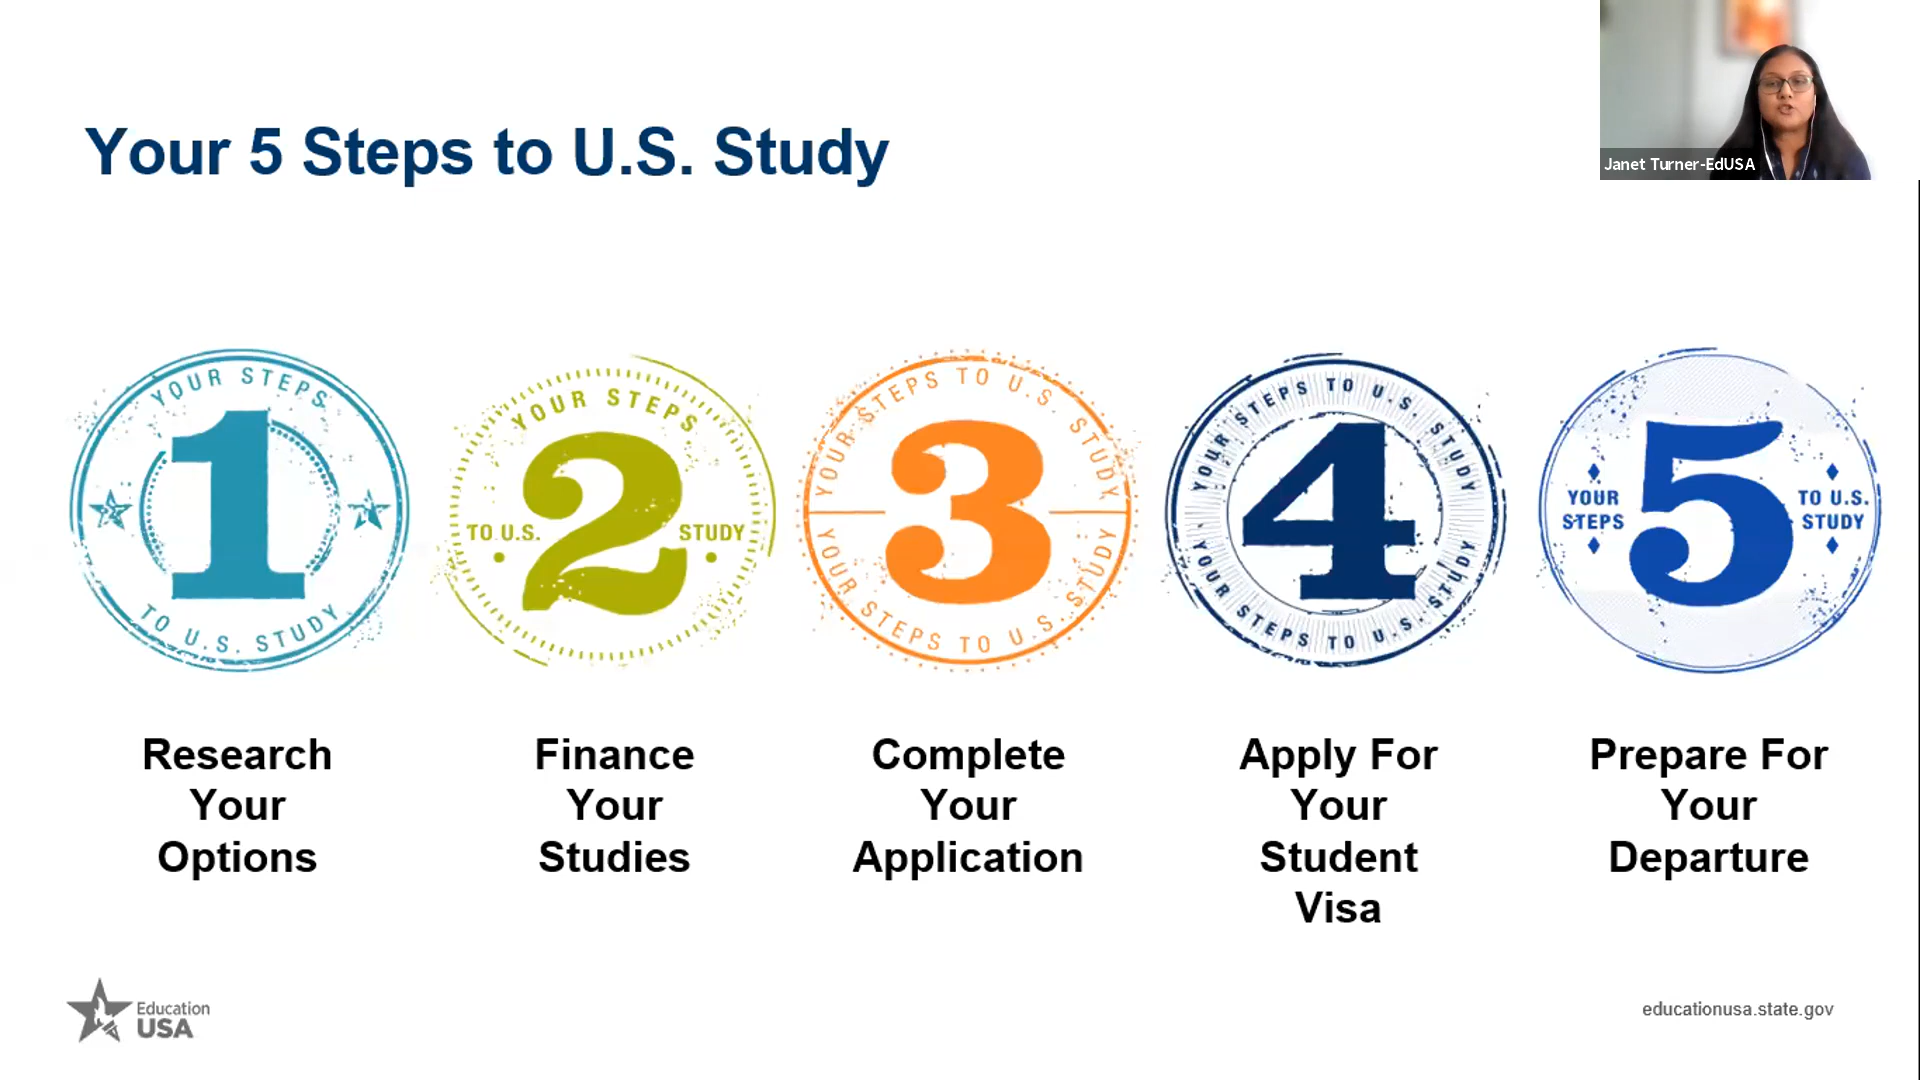 Janet Turner-EdUSA
Your 5 Steps to U.S. Study
YOUR STEPS
1
TO U.S. STUDY
YOUR STEPS
2
TO U.S.
STUDY
YOUR STEPS TO U.S. STUDY
3
YOUR STEPS TO U.S. STUDY
YOUR STEPS TO U.S. STUDY
4
YOUR STEPS TO U.S. STUDY
YOUR
STEPS
5
TO U.S.
STUDY
Research
Your
Options
Finance
Your
Studies
Complete
Your
Application
Apply For
Your
Student
Visa
Prepare For
Your
Departure
Education
USA
educationusa.state.gov